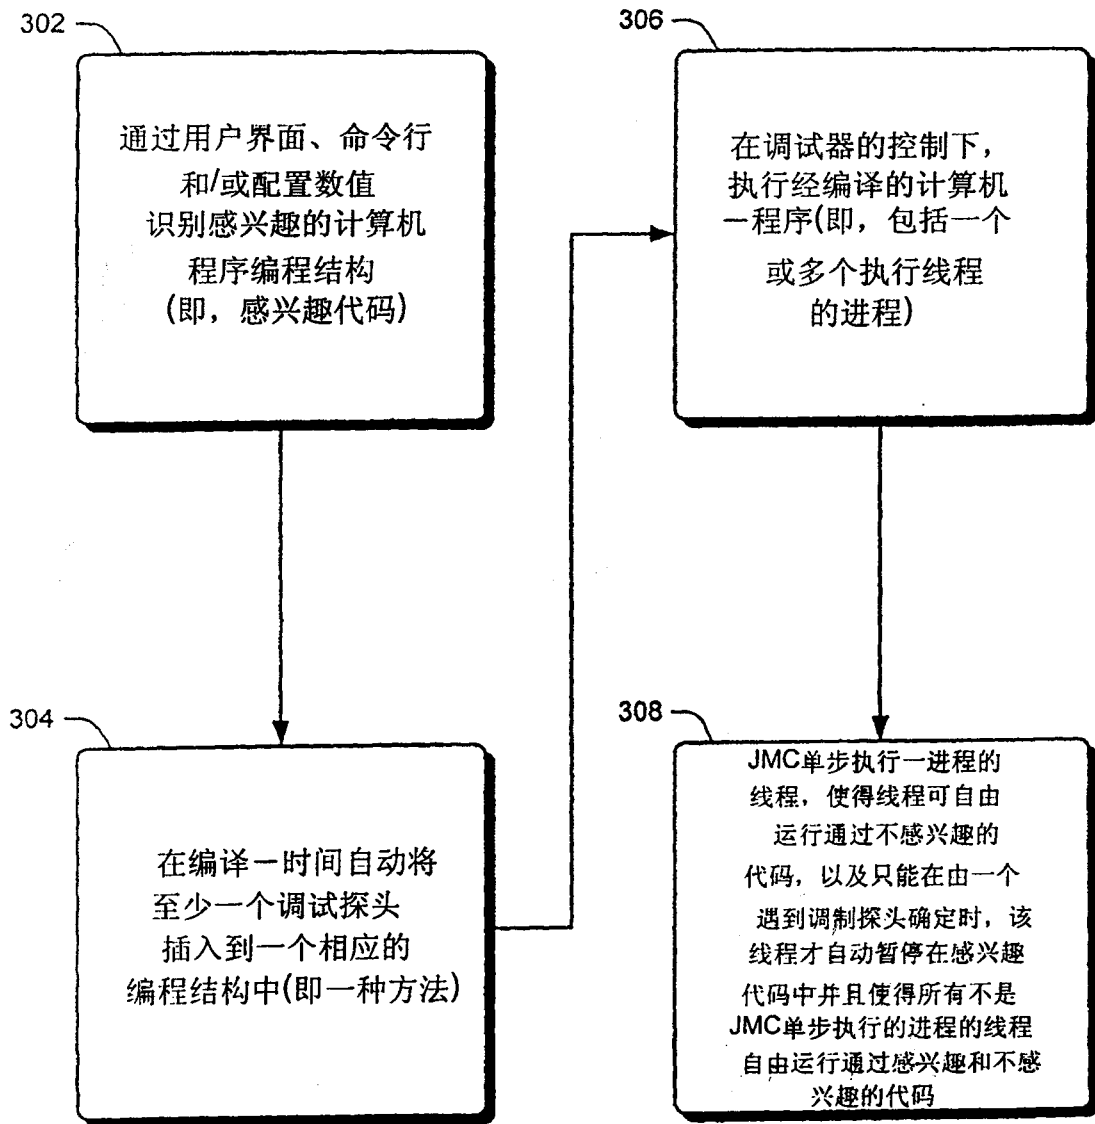 302
通过用户界面、命令行
和/或配置数值
识别感兴趣的计算机
程序编程结构
(即，感兴趣代码)
304
在编译－时间自动将
至少一个调试探头
插入到一个相应的
编程结构中(即一种方法)
306
在调试器的控制下，
执行经编译的计算机
－程序(即，包括一个
或多个执行线程
的进程)
308
JMC单步执行一进程的
线程，使得线程可自由
运行通过不感兴趣的
代码，以及只能在由一个
遇到调制探头确定时，该
线程才自动暂停在感兴趣
代码中并且使得所有不是
JMC单步执行的进程的线程
自由运行通过感兴趣和不感
兴趣的代码